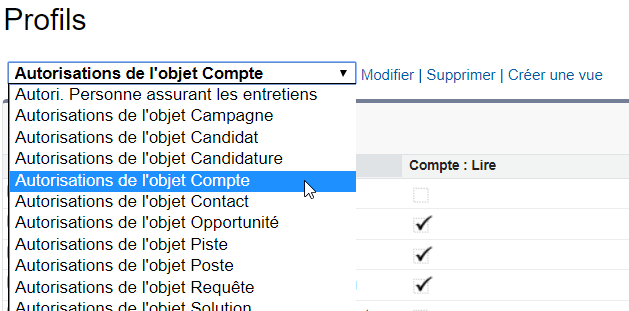 Profils
Autorisations de l'objet Compte
Modifier | Supprimer | Créer une vue
Autori. Personne assurant les entretiens
Autorisations de l'objet Campagne
Autorisations de l'objet Candidat
Autorisations de l'objet Candidature
Compte : Lire
Autorisations de l'objet Compte
Autorisations de l'objet Contact
Autorisations de l'objet Opportunité
Autorisations de l'objet Piste
Autorisations de l'objet Poste
Autorisations de l'objet Requête
Autorisations de l'objet Solution